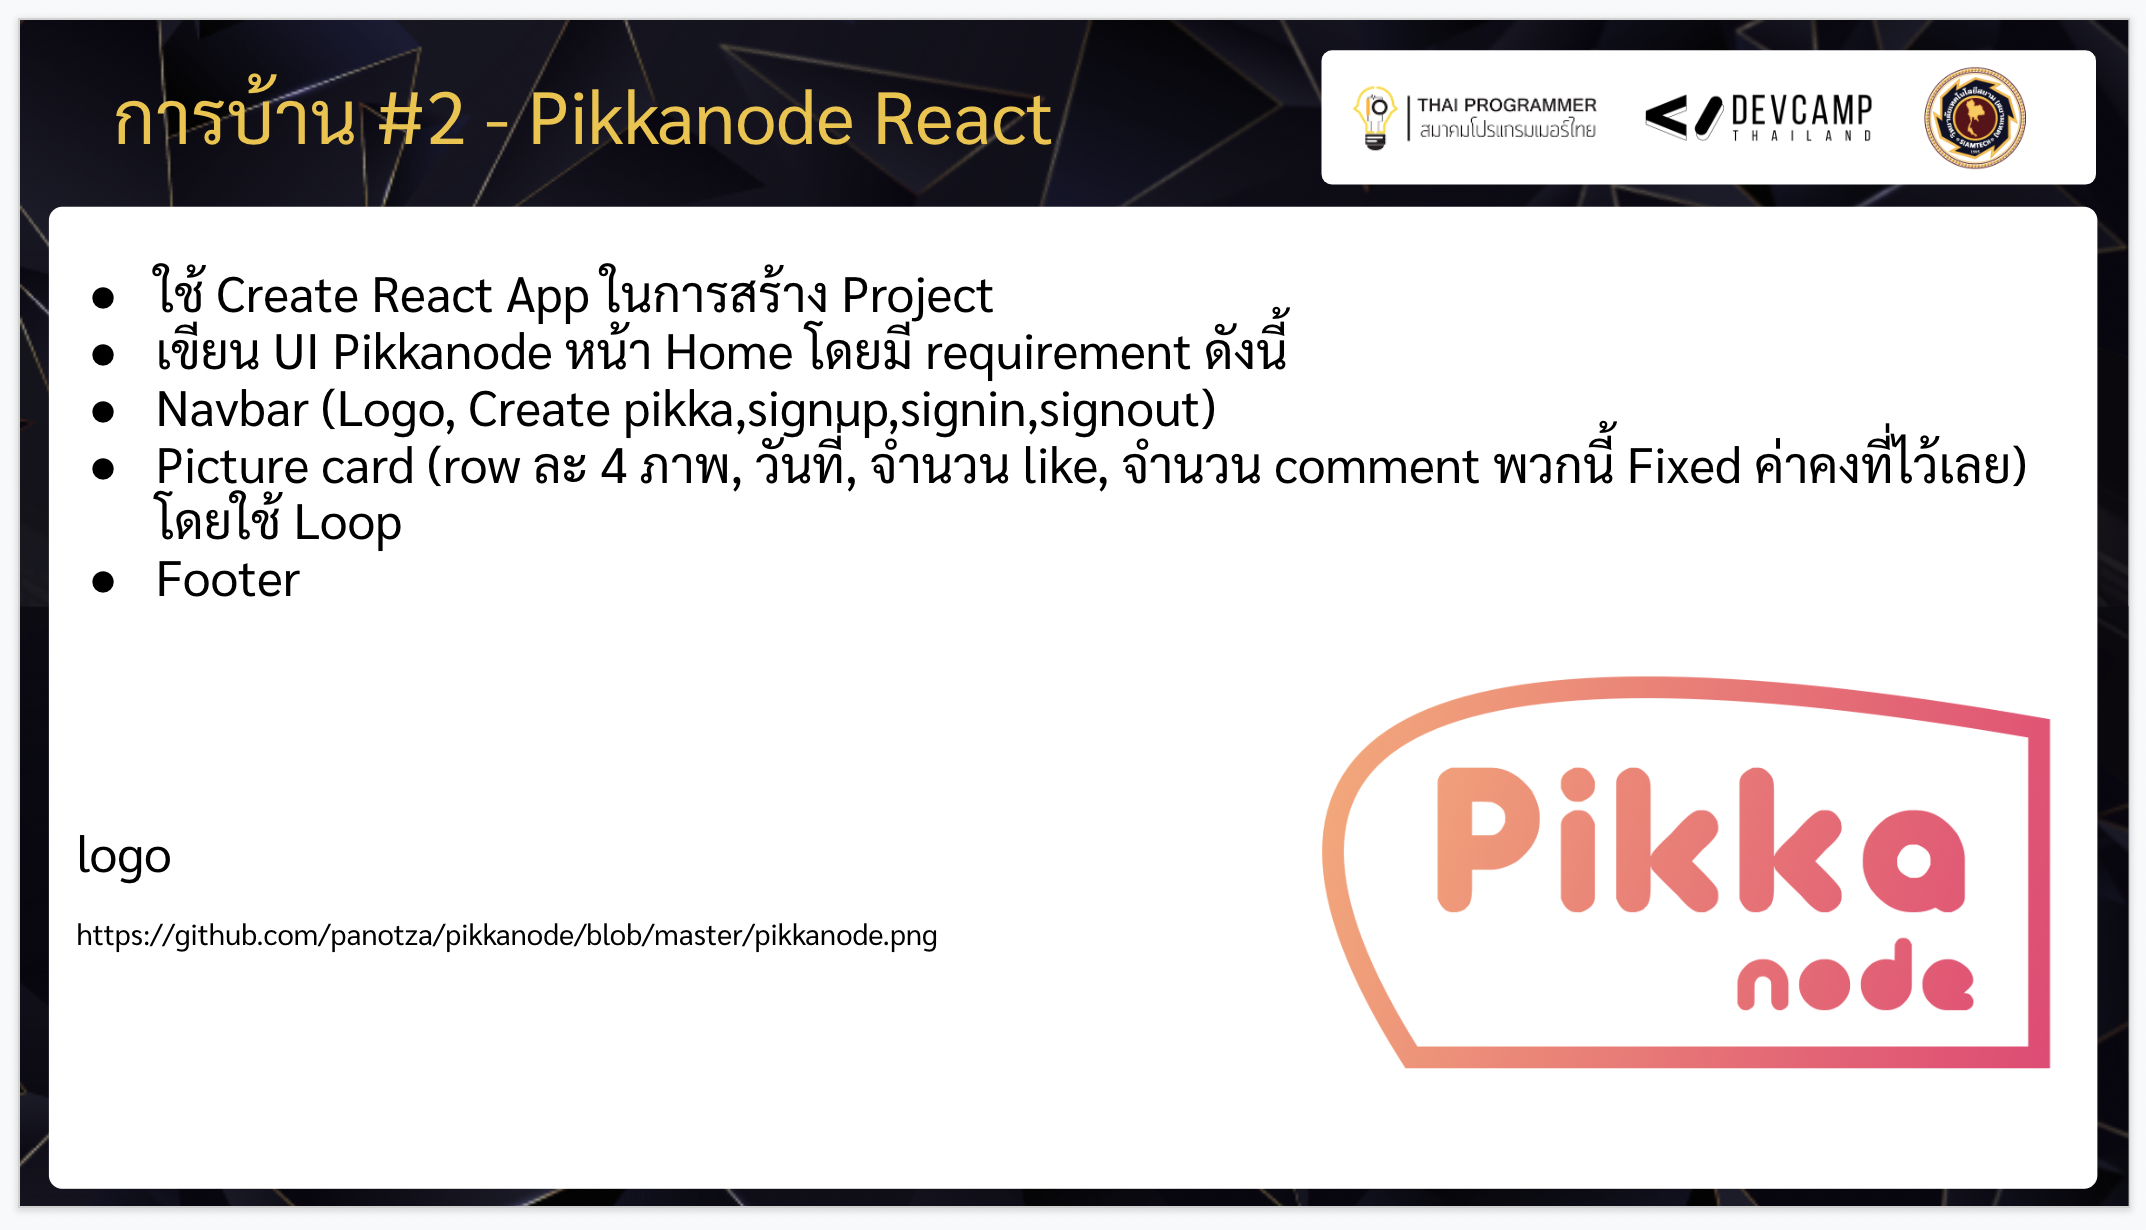 การบ้าน #2 - Pikkanode React
THAI PROGRAMMER
สมาคมโปรแกรมเมอร์ไทย
DEVCAMP
THAILAND
SIAMTECH
● ใช้ Create React App ในการสร้าง Project
● เขียน UI Pikkanode หน้า Home โดยมี requirement ดังนี้
● Navbar (Logo, Create pikka,signup,signin,signout)
● Picture card (row ละ 4 ภาพ, วันที่, จำนวน like, จำนวน comment พวกนี้ Fixed ค่าคงที่ไว้เลย)
โดยใช้ Loop
● Footer
logo
https://github.com/panotza/pikkanode/blob/master/pikkanode.png
Pikka
node